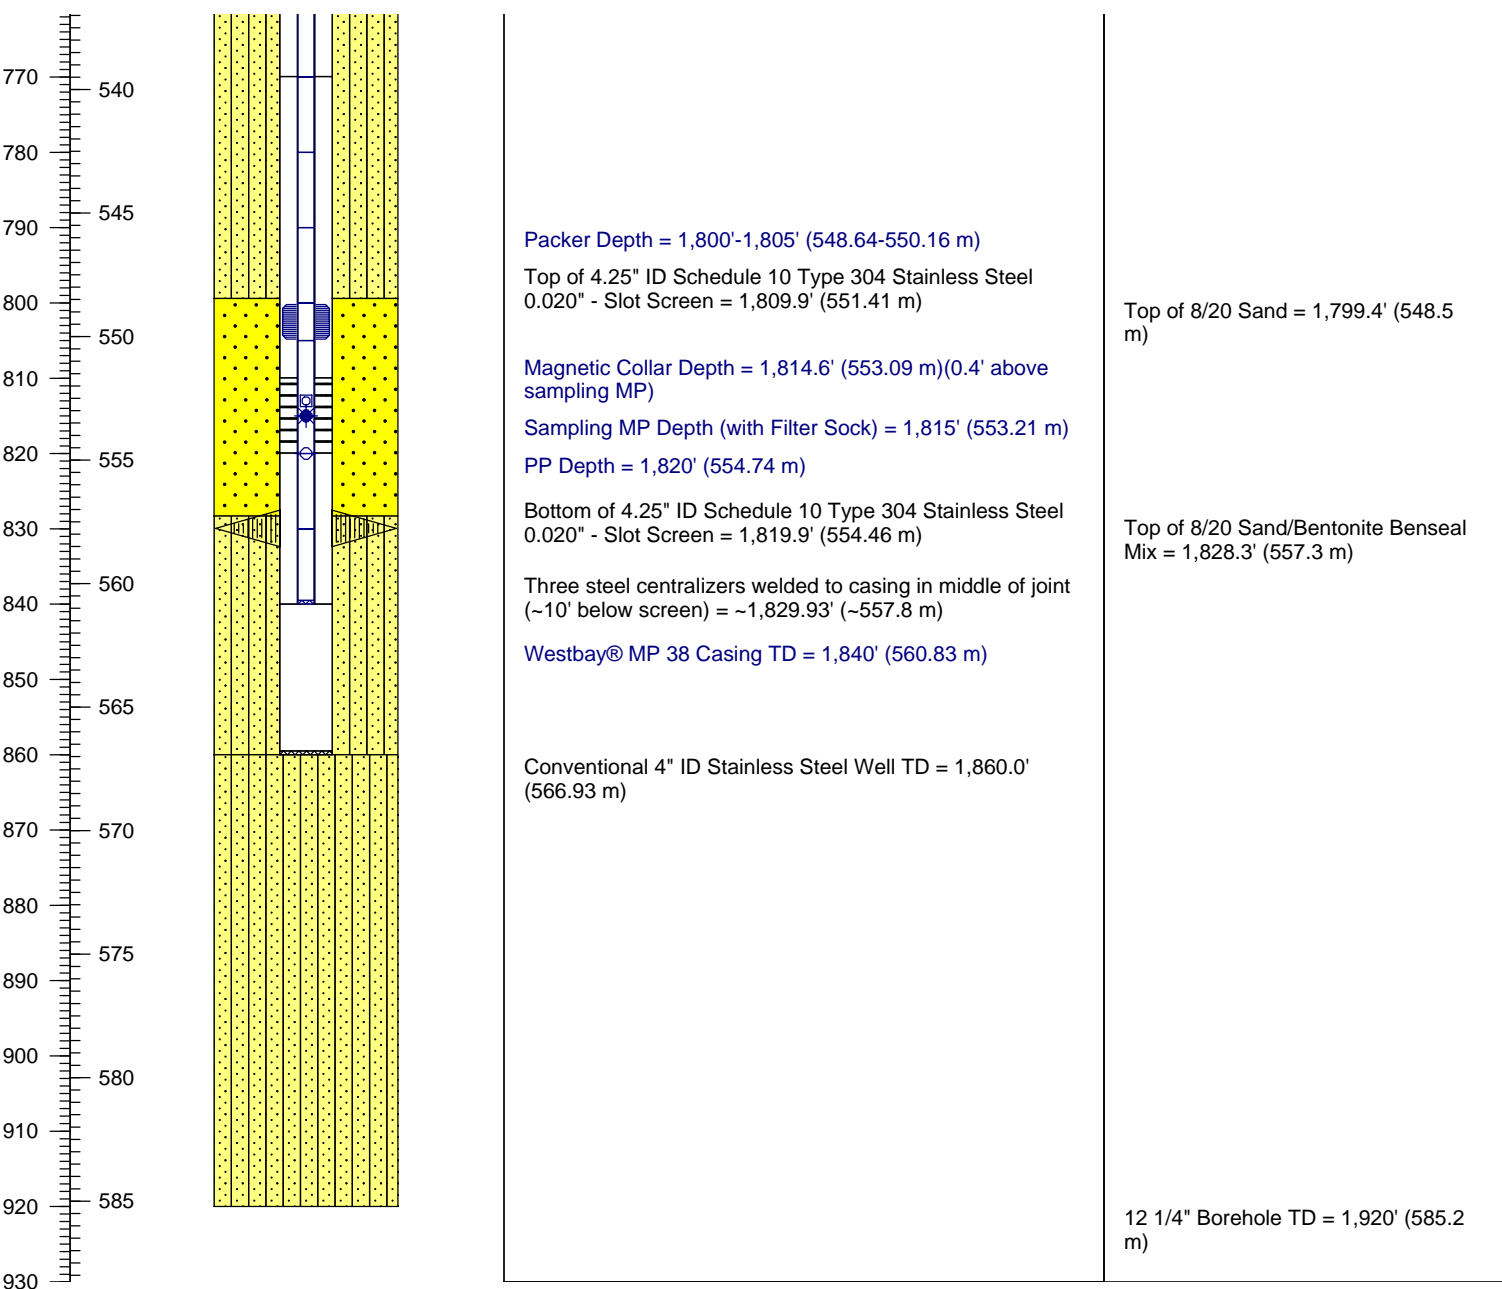 770
780
790
800
810
820
830
840
850
860
870
880
890
900
910
920
930
540
545
550
555
560
565
570
575
580
585
Packer Depth = 1,800'-1,805' (548.64-550.16 m)
Top of 4.25" ID Schedule 10 Type 304 Stainless Steel
0.020" - Slot Screen = 1,809.9' (551.41 m)
Magnetic Collar Depth = 1,814.6' (553.09 m)(0.4' above
sampling MP)
Sampling MP Depth (with Filter Sock) = 1,815' (553.21 m)
PP Depth = 1,820' (554.74 m)
Bottom of 4.25" ID Schedule 10 Type 304 Stainless Steel
0.020" - Slot Screen = 1,819.9' (554.46 m)
Three steel centralizers welded to casing in middle of joint
(~10' below screen) = ~1,829.93' (~557.8 m)
Westbay® MP 38 Casing TD = 1,840' (560.83 m)
Conventional 4" ID Stainless Steel Well TD = 1,860.0'
(566.93 m)
Top of 8/20 Sand = 1,799.4' (548.5
m)
Top of 8/20 Sand/Bentonite Benseal
Mix = 1,828.3' (557.3 m)
12 1/4" Borehole TD = 1,920' (585.2
m)